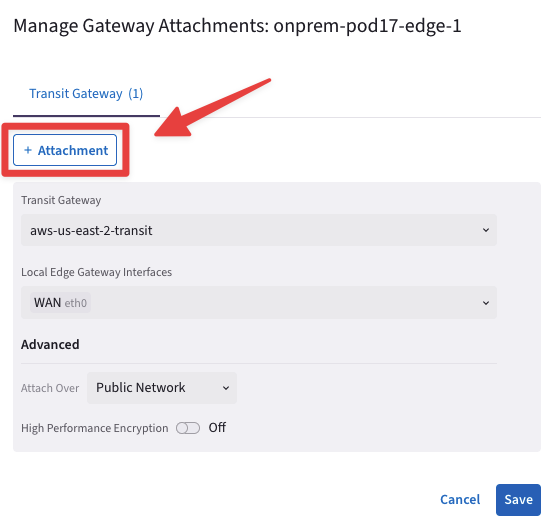 Manage Gateway Attachments: onprem-pod17-edge-1
Transit Gateway (1)
+ Attachment
Transit Gateway
aws-us-east-2-transit
Local Edge Gateway Interfaces
WAN eth0
Advanced
Attach Over Public Network
High Performance Encryption Off
Cancel Save